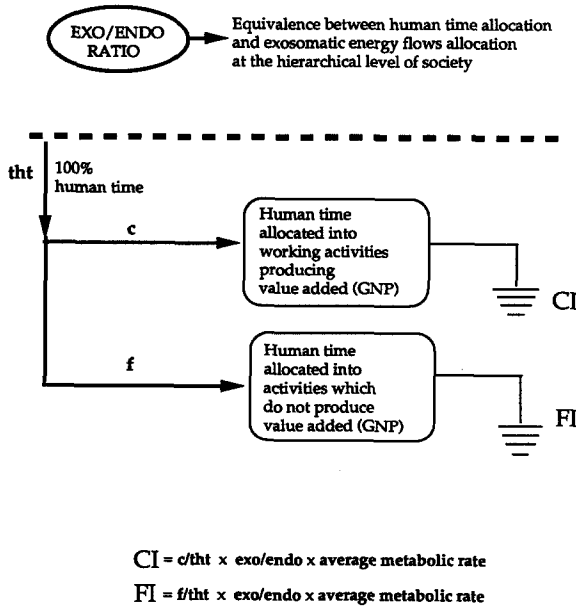 EXO/ENDO
RATIO
Equivalence between human time allocation
and exosomatic energy flows allocation
at the hierarchical level of society
tht
100%
human time
c
Human time
allocated into
working activities
producing
value added (GNP)
CI
f
Human time
allocated into
activities which
do not produce
value added (GNP)
FI
CI = c/tht x exo/endo x average metabolic rate
FI = f/tht x exo/endo x average metabolic rate